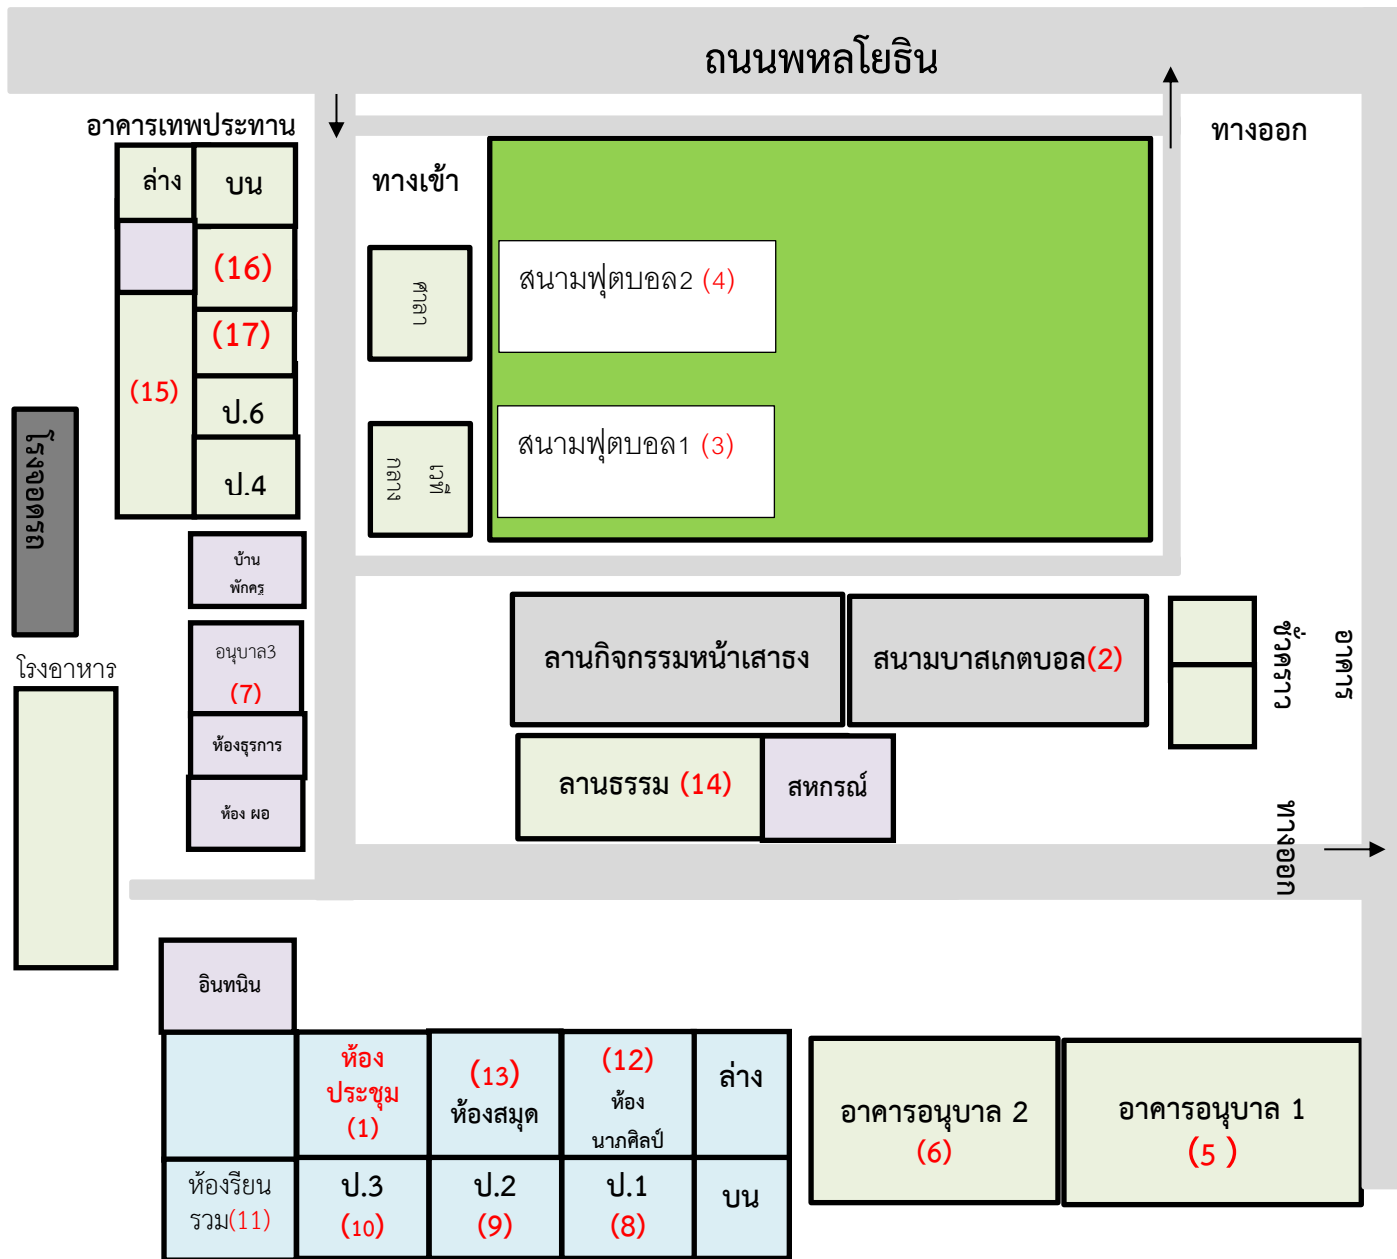 ถนนพหลโยธิน
อาคารเทพประทาน
ทางออก
ทางเข้า
ล่าง
บน
(16)
(17)
(15)
ป.6
ป.4
ศาลา
เวที
กลาง
สนามฟุตบอล2 (4)
สนามฟุตบอล1 (3)
โรงจอดรถ
บ้าน
พักครู
อนุบาล3
(7)
ห้องธุรการ
ห้อง ผอ
โรงอาหาร
ลานกิจกรรมหน้าเสาธง
สนามบาสเกตบอล(2)
ลานธรรม (14)
สหกรณ์
อาคาร
ชั่วคราว
ทางออก
อินทนิน
ห้อง
ประชุม
(1)
(13)
ห้องสมุด
(12)
ห้อง
นาภศิลป์
ล่าง
ห้องเรียน
รวม(11)
ป.3
(10)
ป.2
(9)
ป.1
(8)
บน
อาคารอนุบาล 2
(6)
อาคารอนุบาล 1
(5 )